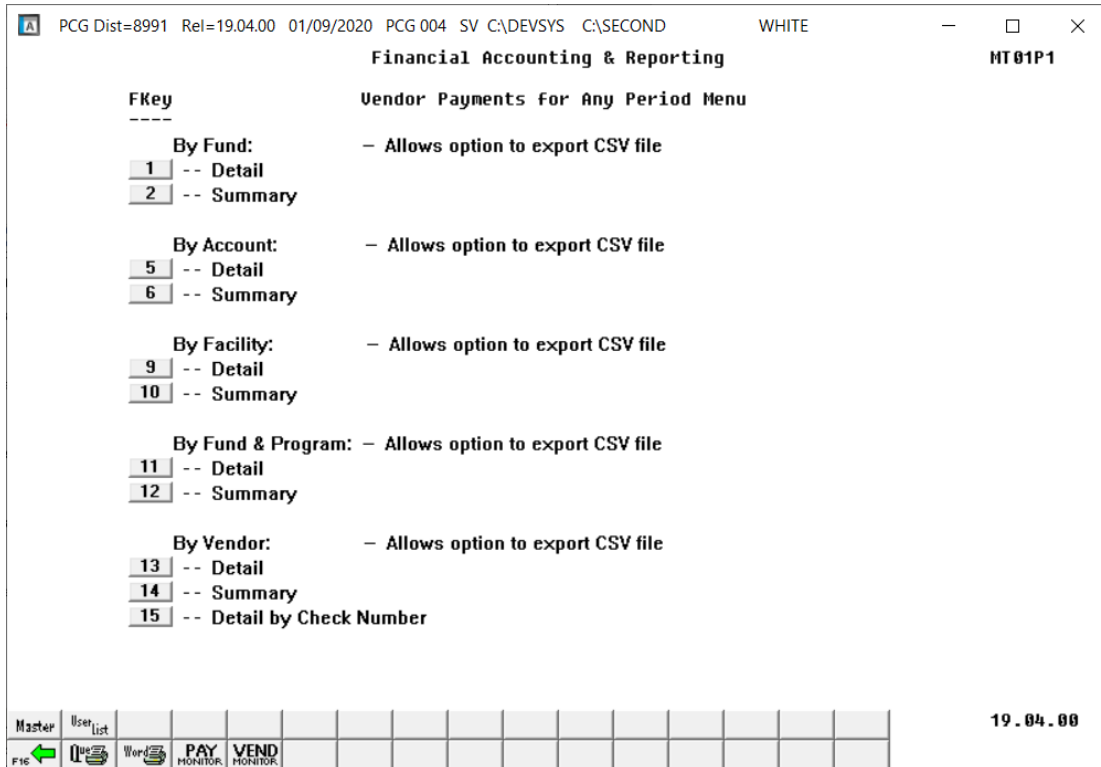 A PCG Dist=8991 Rel=19.04.00 01/09/2020 PCG 004 SV C:\DEVSYS C:\SECOND WHITE
Financial Accounting & Reporting MT01P1
FKey Vendor Payments for Any Period Menu
----
By Fund: – Allows option to export CSV file
1 -- Detail
2 -- Summary
By Account: – Allows option to export CSV file
5 -- Detail
6 -- Summary
By Facility: – Allows option to export CSV file
9 -- Detail
10 -- Summary
By Fund & Program: – Allows option to export CSV file
11 -- Detail
12 -- Summary
By Vendor: – Allows option to export CSV file
13 -- Detail
14 -- Summary
15 -- Detail by Check Number
Master User List 19.04.00
F16 Que Word PAY MONITOR VEND MONITOR